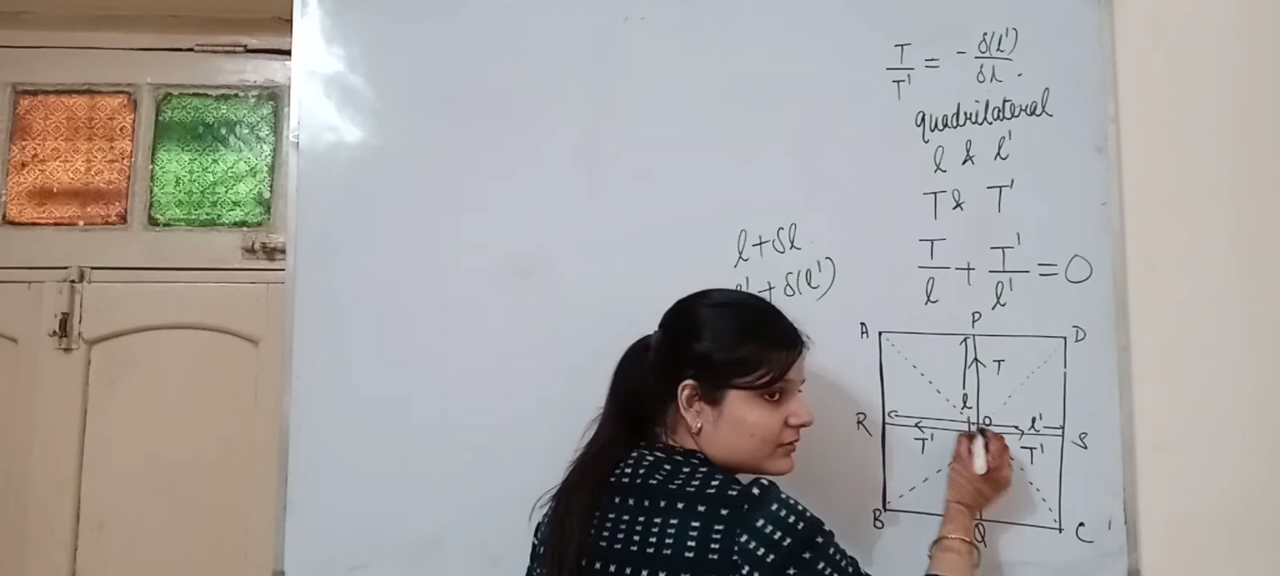 T/T' = - δ(l')/δl.
quadrilateral
l & l'
T & T'
T/l + T'/l' = 0
l+δl
l'+δ(l')
P
A D
T
l
R O l' S
T' T'
B Q C